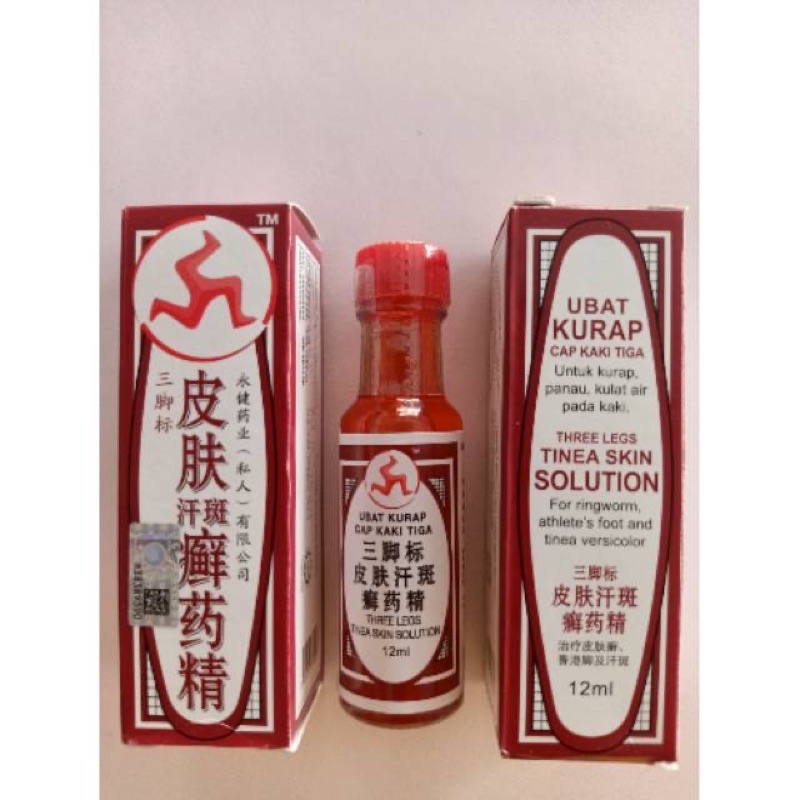 TM
三脚标
皮肤
汗斑
癣药精
永健药业(私人)有限公司
UBAT KURAP
CAP KAKI TIGA
三脚标
皮肤汗斑
癣药精
THREE LEGS
TINEA SKIN SOLUTION
12ml
UBAT
KURAP
CAP KAKI TIGA
Untuk kurap,
panau, kulat air
pada kaki.
THREE LEGS
TINEA SKIN
SOLUTION
For ringworm,
athlete's foot and
tinea versicolor
三脚标
皮肤汗斑
癣药精
治疗皮肤癣、
香港脚及汗斑
12ml